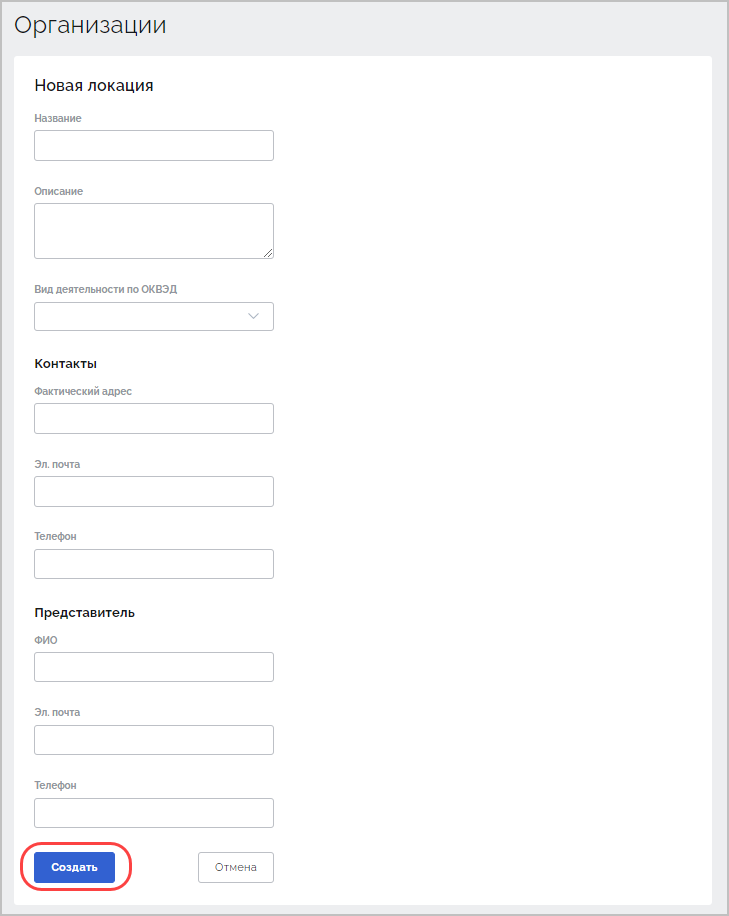 Организации
Новая локация
Название
Описание
Вид деятельности по ОКВЭД
Контакты
Фактический адрес
Эл. почта
Телефон
Представитель
ФИО
Эл. почта
Телефон
Создать
Отмена